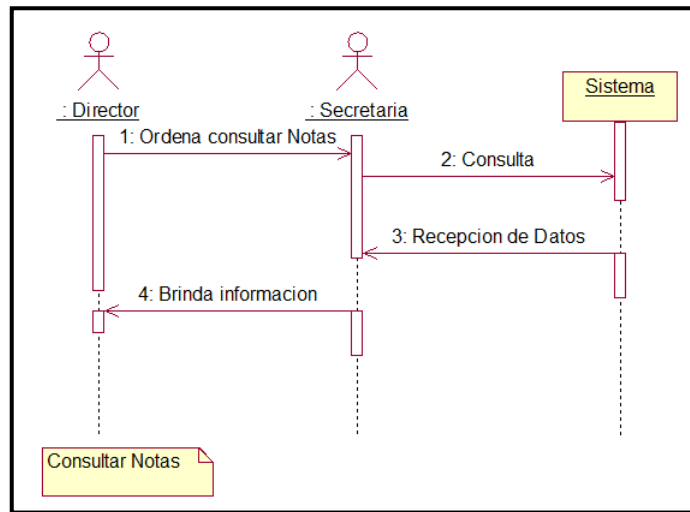 : Director
: Secretaria
Sistema
1: Ordena consultar Notas
2: Consulta
3: Recepcion de Datos
4: Brinda informacion
Consultar Notas